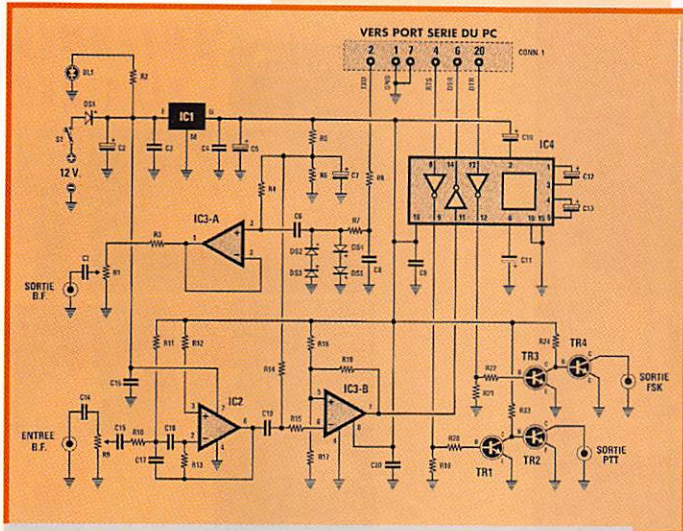 VERS PORT SERIE DU PC
2 1 7 4 6 20
CONN.1
TXD GND RTS DSR DTR
DL1
R2
DS1
S1
12 V.
C2
C3
E IC1 U
M
C4
C5
R5
R6
C7
R4
C6
R7
R8
C8
DS2
DS3
DS4
DS5
IC3-A
1
3
2
R3
R1
SORTIE
B.F.
C10
IC4
C12
C13
C9
C11
R11
R12
R14
R16
R18
C16
IC2
IC3-B
C14
C15
R10
C18
C17
R13
C19
R15
R17
C20
ENTREE
B.F.
R9
R24
TR3
TR4
R22
R21
R23
SORTIE
FSK
R20
R19
TR1
TR2
SORTIE
PTT